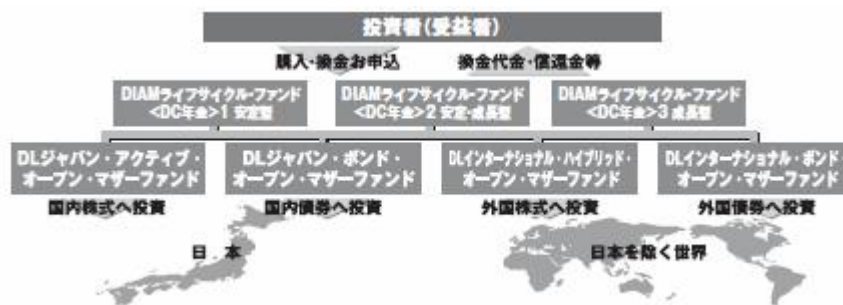 投資者(受益者)
購入・換金お申込 換金代金・償還金等
DIAMライフサイクル・ファンド DIAMライフサイクル・ファンド DIAMライフサイクル・ファンド
<DC年金>1 安定型 <DC年金>2 安定・成長型 <DC年金>3 成長型
DLジャパン・アクティブ・ DLジャパン・ボンド・ DLインターナショナル・ハイブリッド・ DLインターナショナル・ボンド・
オープン・マザーファンド オープン・マザーファンド オープン・マザーファンド オープン・マザーファンド
国内株式へ投資 国内債券へ投資 外国株式へ投資 外国債券へ投資
日 本 日本を除く世界